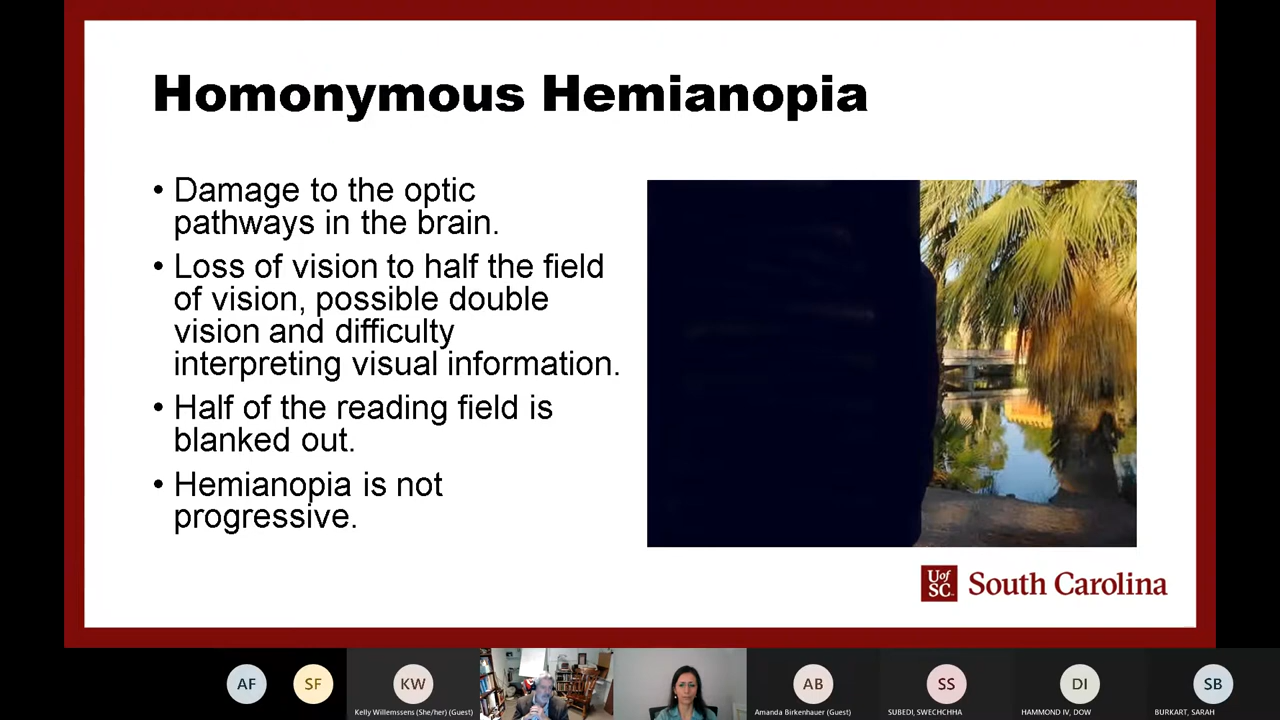 Homonymous Hemianopia
• Damage to the optic
pathways in the brain.
• Loss of vision to half the field
of vision, possible double
vision and difficulty
interpreting visual information.
• Half of the reading field is
blanked out.
• Hemianopia is not
progressive.
UofSC South Carolina
AF
SF
KW
AB
SS
DI
SB
Kelly Willemssens (She/her) (Guest)
Amanda Birkenhauer (Guest)
SUBEDI, SWECHCHHA
HAMMOND IV, DOW
BURKART, SARAH